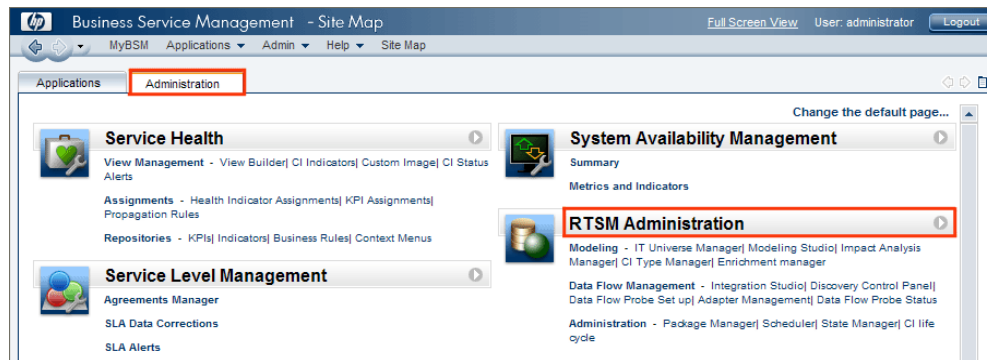 hp Business Service Management - Site Map
Full Screen View User: administrator Logout
MyBSM Applications Admin Help Site Map
Applications Administration
Change the default page...
Service Health
View Management - View Builder| CI Indicators| Custom Image| CI Status
Alerts
Assignments - Health Indicator Assignments| KPI Assignments|
Propagation Rules
Repositories - KPIs| Indicators| Business Rules| Context Menus
Service Level Management
Agreements Manager
SLA Data Corrections
SLA Alerts
System Availability Management
Summary
Metrics and Indicators
RTSM Administration
Modeling - IT Universe Manager| Modeling Studio| Impact Analysis
Manager| CI Type Manager| Enrichment manager
Data Flow Management - Integration Studio| Discovery Control Panel|
Data Flow Probe Set up| Adapter Management| Data Flow Probe Status
Administration - Package Manager| Scheduler| State Manager| CI life
cycle